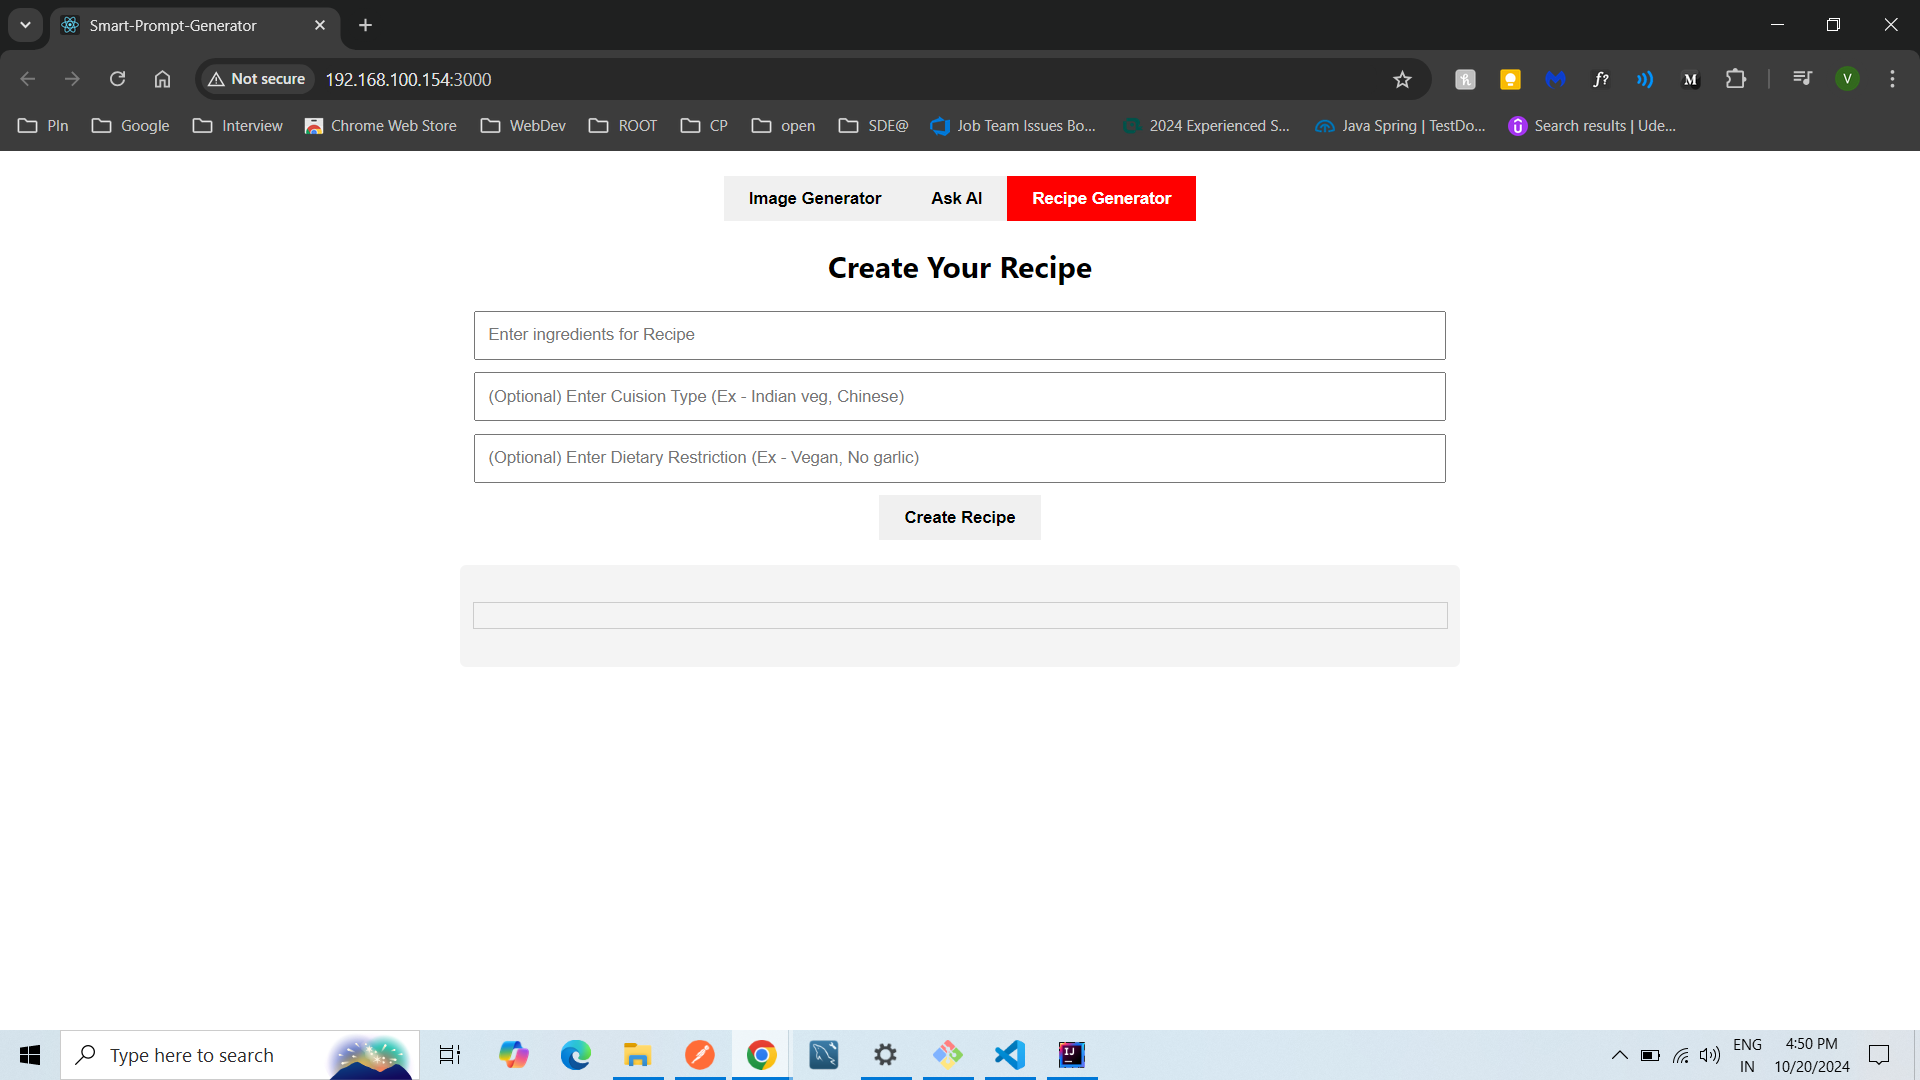 Smart-Prompt-Generator
Not secure 192.168.100.154:3000
PIn Google Interview Chrome Web Store WebDev ROOT CP open SDE@ Job Team Issues Bo... 2024 Experienced S... Java Spring | TestDo... Search results | Ude...
Image Generator Ask AI Recipe Generator
Create Your Recipe
Enter ingredients for Recipe
(Optional) Enter Cuision Type (Ex - Indian veg, Chinese)
(Optional) Enter Dietary Restriction (Ex - Vegan, No garlic)
Create Recipe
Type here to search
ENG
IN
4:50 PM
10/20/2024